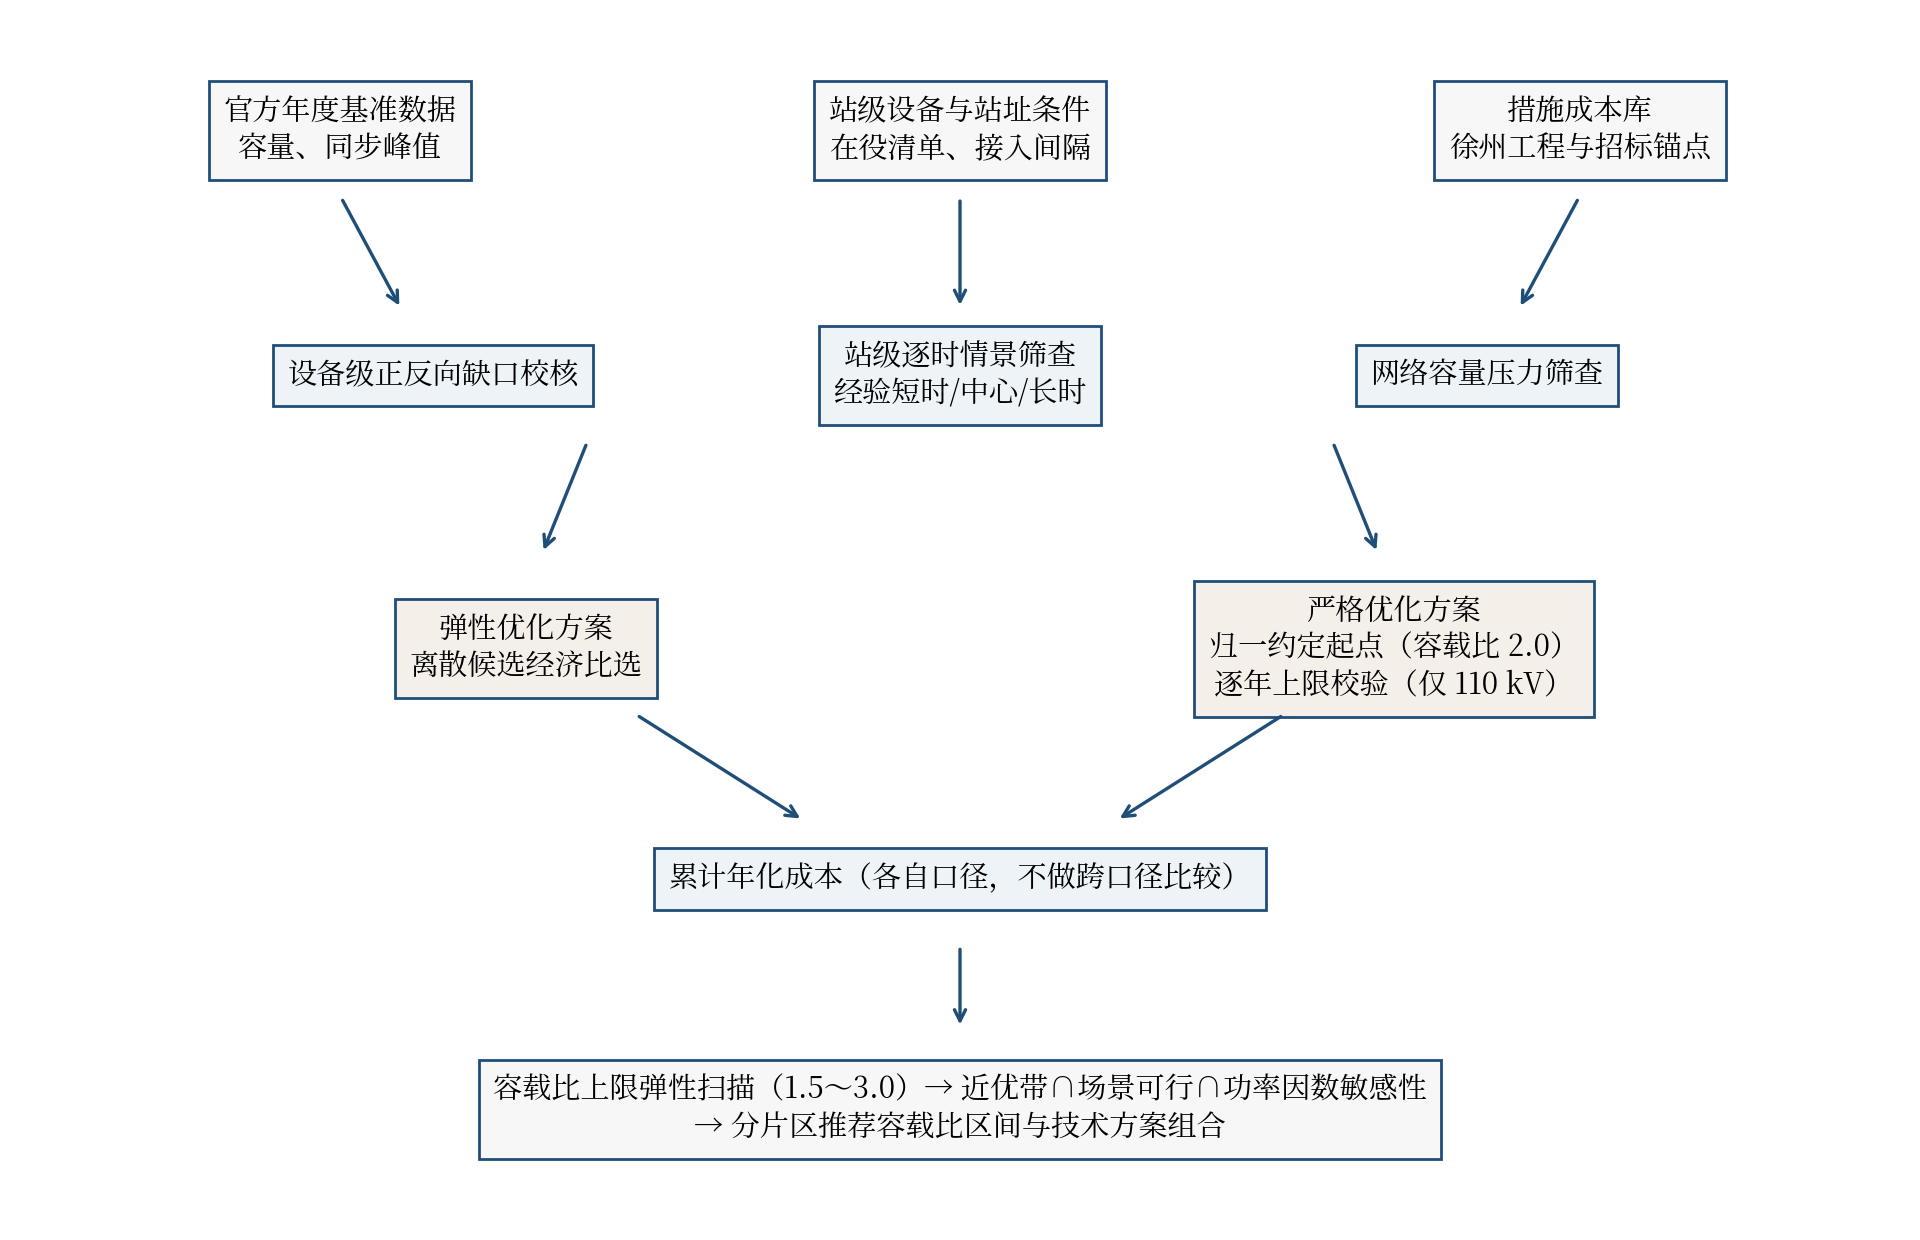 官方年度基准数据
容量、同步峰值
站级设备与站址条件
在役清单、接入间隔
措施成本库
徐州工程与招标锚点
设备级正反向缺口校核
站级逐时情景筛查
经验短时/中心/长时
网络容量压力筛查
弹性优化方案
离散候选经济比选
严格优化方案
归一约定起点（容载比 2.0）
逐年上限校验（仅 110 kV）
累计年化成本（各自口径，不做跨口径比较）
容载比上限弹性扫描（1.5～3.0）→ 近优带∩场景可行∩功率因数敏感性
→ 分片区推荐容载比区间与技术方案组合